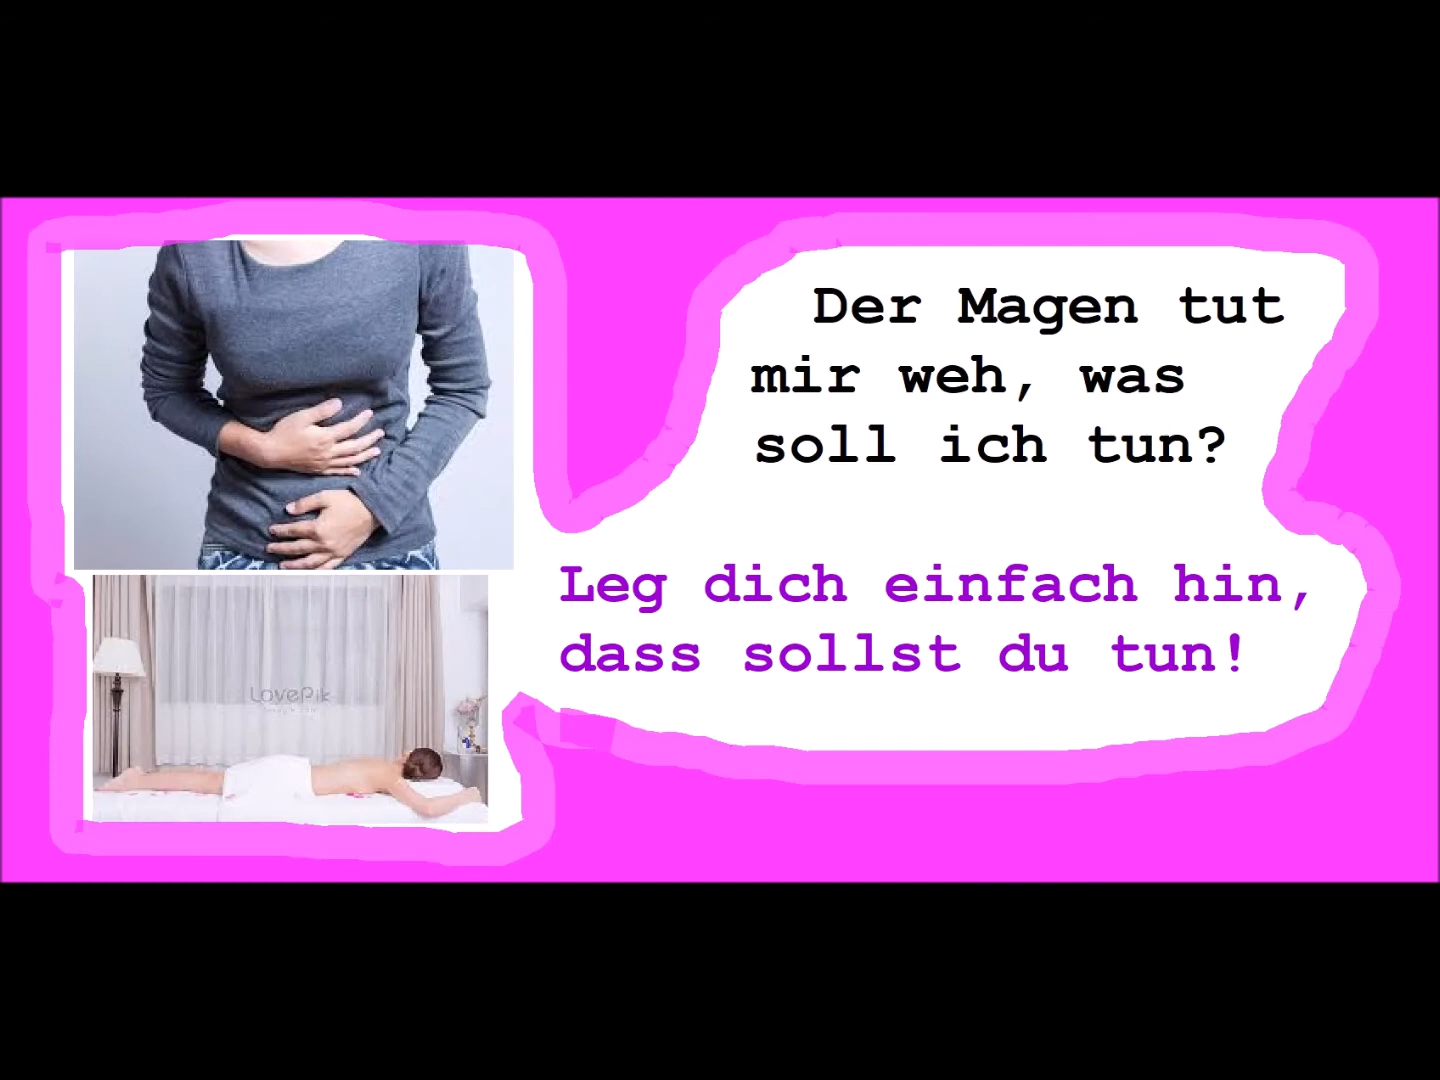 Der Magen tut
mir weh, was
soll ich tun?
Leg dich einfach hin,
dass sollst du tun!
LovePik